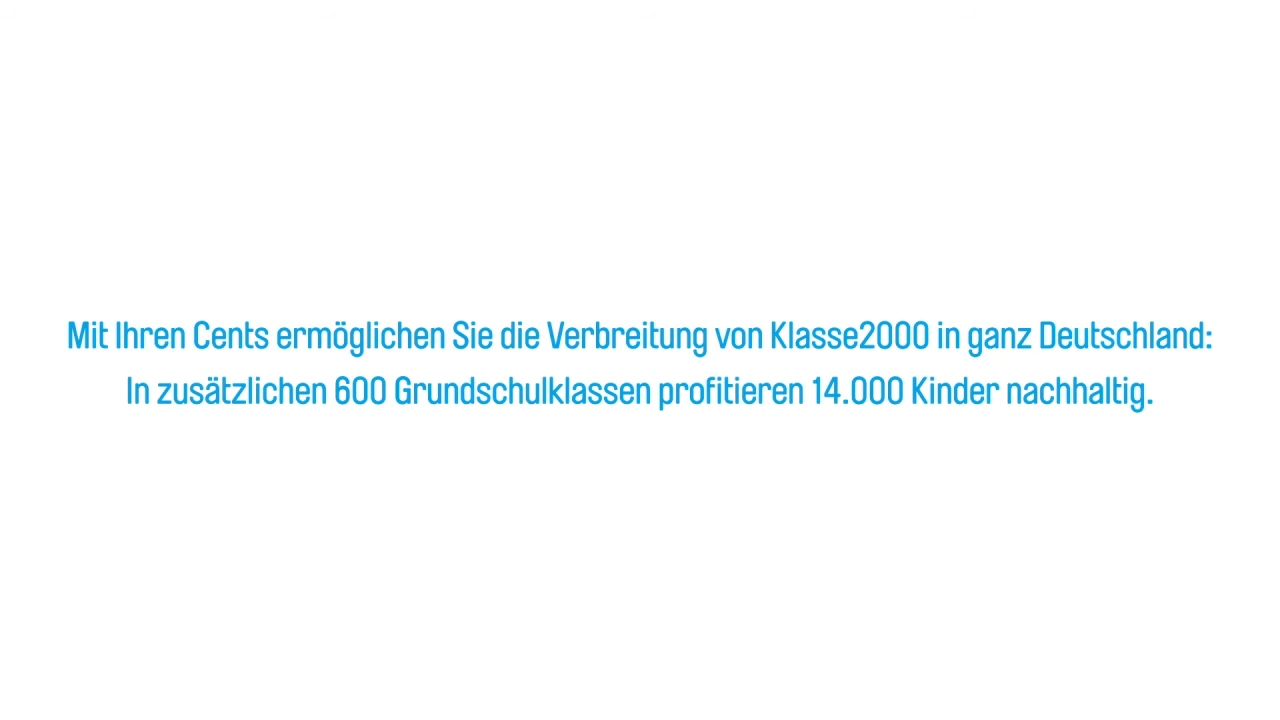 Mit Ihren Cents ermöglichen Sie die Verbreitung von Klasse2000 in ganz Deutschland:
In zusätzlichen 600 Grundschulklassen profitieren 14.000 Kinder nachhaltig.